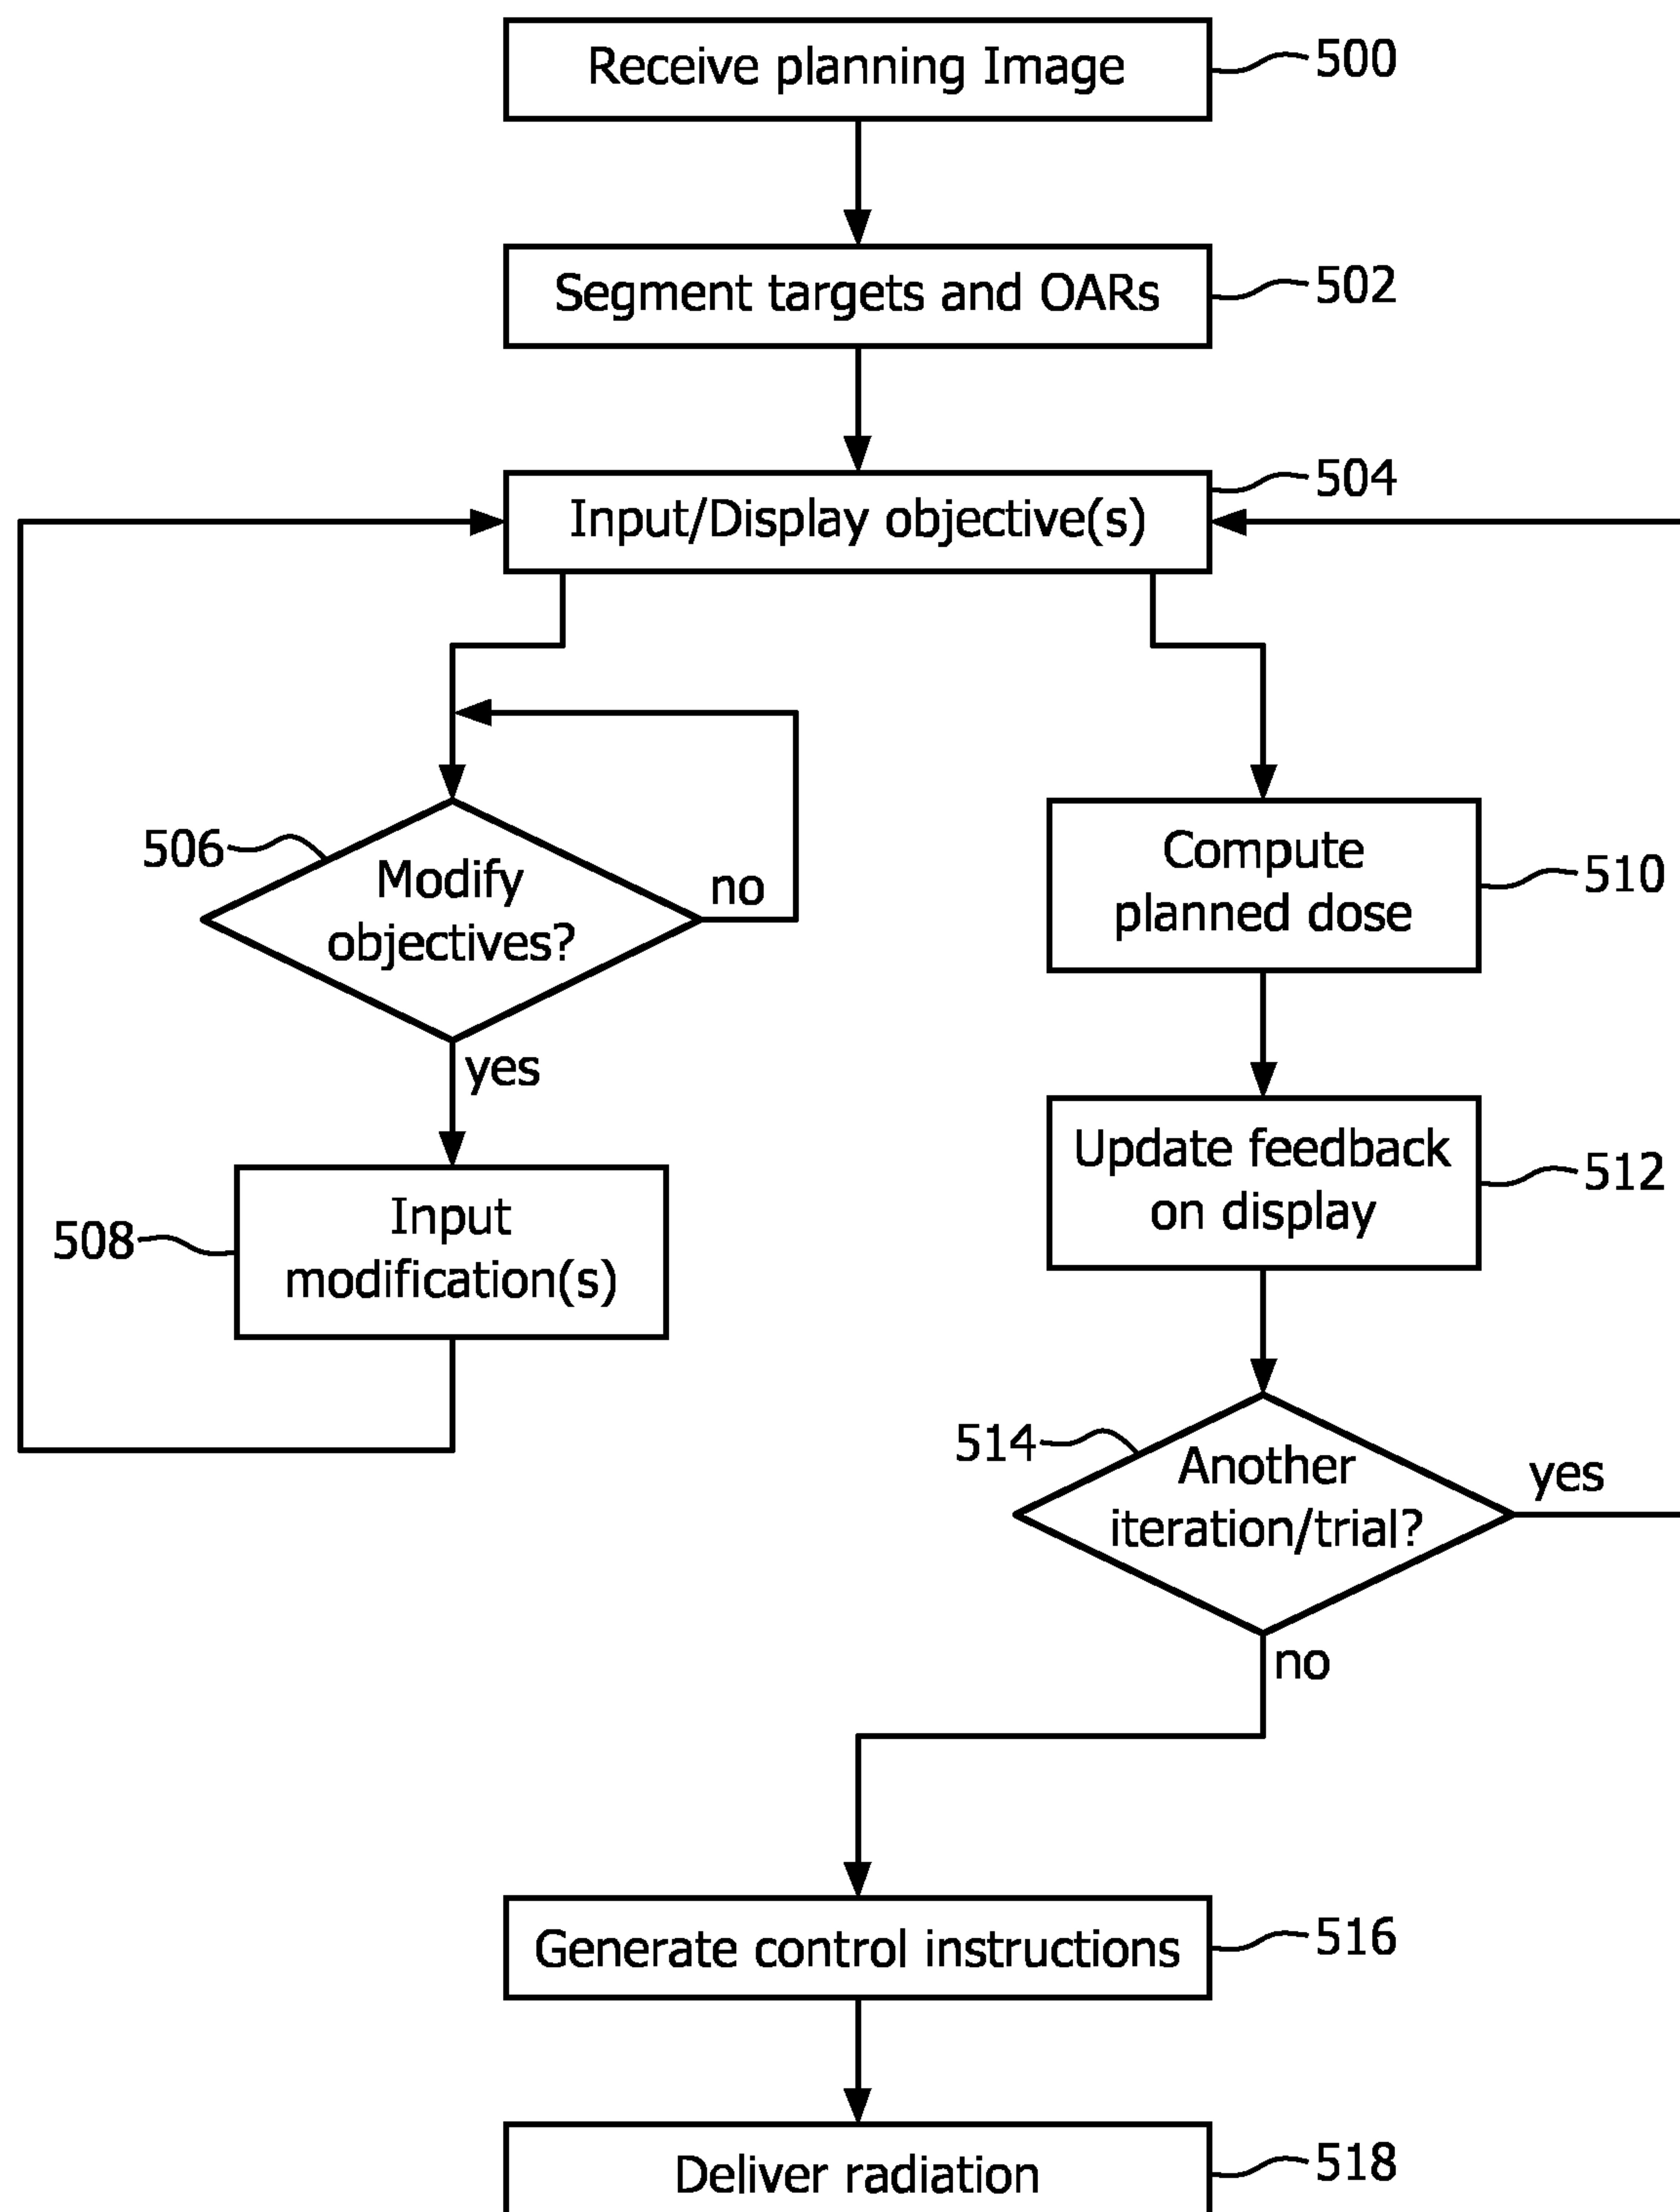 Receive planning Image
500
Segment targets and OARs
502
504
Input/Display objective(s)
506
Modify
objectives?
no
yes
Compute
planned dose
510
Input
modification(s)
508
Update feedback
on display
512
514
Another
iteration/trial?
yes
no
Generate control instructions
516
Deliver radiation
518